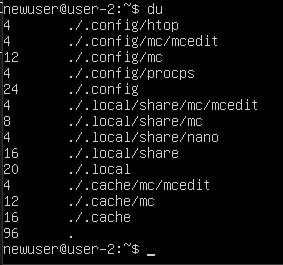 newuser@user-2:~$ du
4 ./.config/htop
4 ./.config/mc/mcedit
12 ./.config/mc
4 ./.config/procps
24 ./.config
4 ./.local/share/mc/mcedit
8 ./.local/share/mc
4 ./.local/share/nano
16 ./.local/share
20 ./.local
4 ./.cache/mc/mcedit
12 ./.cache/mc
16 ./.cache
96 .
newuser@user-2:~$ _